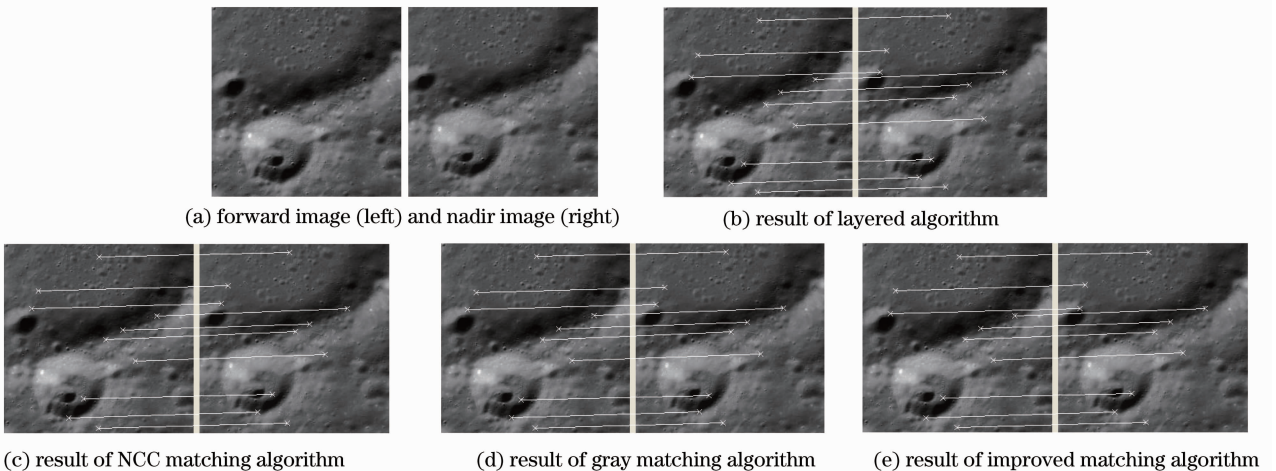 (a) forward image (left) and nadir image (right)
(b) result of layered algorithm
(c) result of NCC matching algorithm
(d) result of gray matching algorithm
(e) result of improved matching algorithm